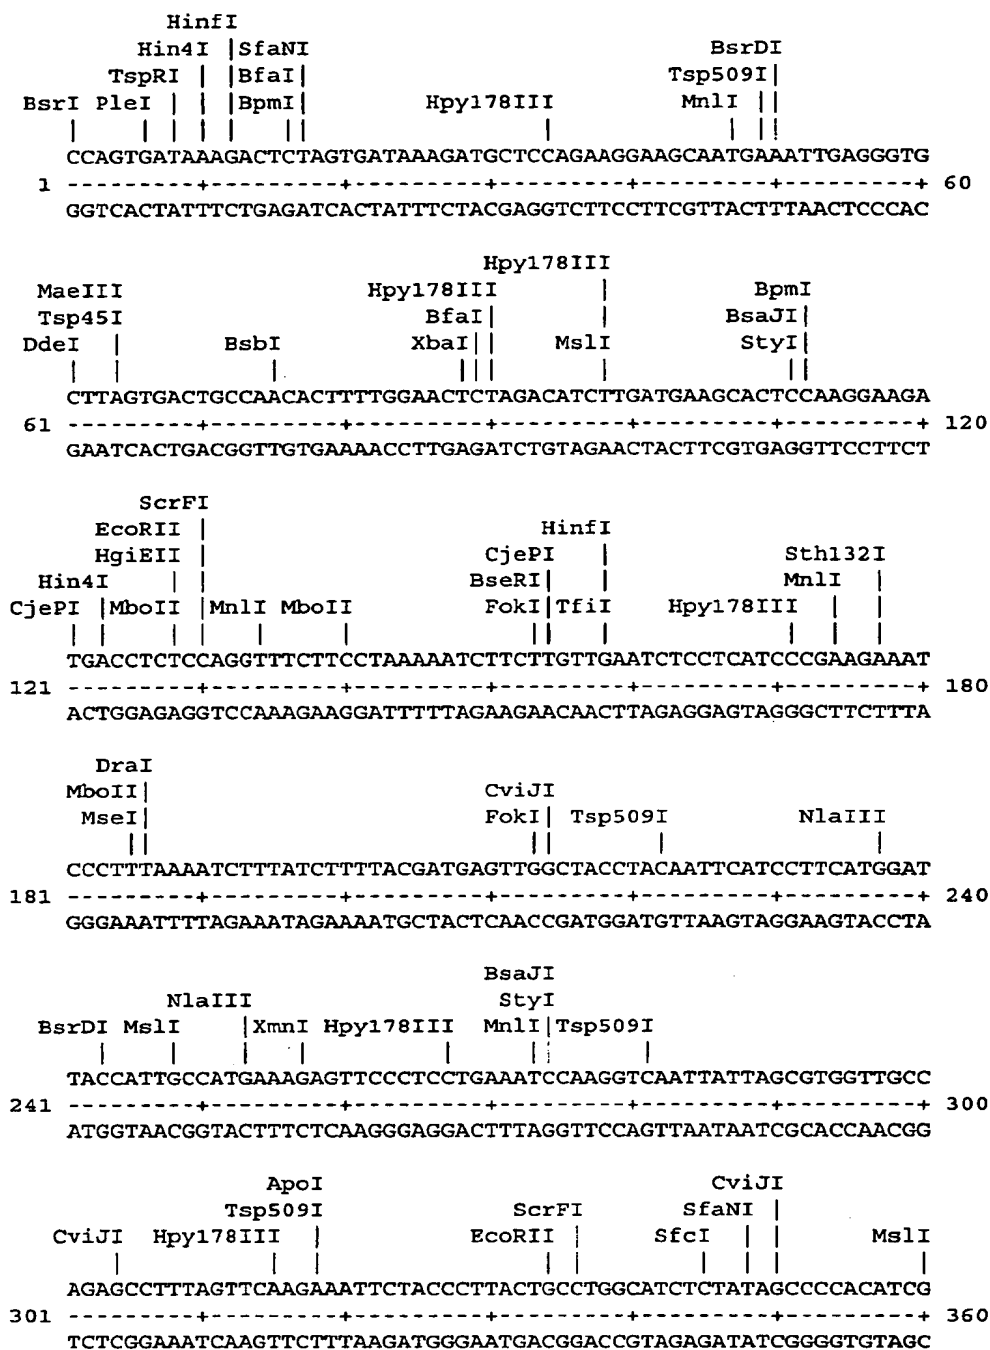 HinfI
Hin4I SfaNI BsrDI
TspRI BfaI Tsp509I
BsrI PleI BpmI Hpy178III MnlI
CCAGTGATAAAGACTCTAGTGATAAAGATGCTCCAGAAGGAAGCAATGAAATTGAGGGTG
1 ---------+---------+---------+---------+---------+---------+ 60
GGTCACTATTTCTGAGATCACTATTTCTACGAGGTCTTCCTTCGTTACTTTAACTCCCAC
Hpy178III
MaeIII Hpy178III BpmI
Tsp45I BfaI BsaJI
DdeI BsbI XbaI MslI StyI
CTTAGTGACTGCCAACACTTTTGGAACTCTAGACATCTTGATGAAGCACTCCAAGGAAGA
61 ---------+---------+---------+---------+---------+---------+ 120
GAATCACTGACGGTTGTGAAAACCTTGAGATCTGTAGAACTACTTCGTGAGGTTCCTTCT
ScrFI
EcoRII HinfI
HgiEII CjePI Sth132I
Hin4I BseRI MnlI
CjePI MboII MnlI MboII FokI TfiI Hpy178III
TGACCTCTCCAGGTTTCTTCCTAAAAATCTTCTTGTTGAATCTCCTCATCCCGAAGAAAT
121 ---------+---------+---------+---------+---------+---------+ 180
ACTGGAGAGGTCCAAAGAAGGATTTTTAGAAGAACAACTTAGAGGAGTAGGGCTTCTTTA
DraI
MboII CviJI
MseI FokI Tsp509I NlaIII
CCCTTTAAAATCTTTATCTTTTACGATGAGTTGGCTACCTACAATTCATCCTTCATGGAT
181 ---------+---------+---------+---------+---------+---------+ 240
GGGAAATTTTAGAAATAGAAAATGCTACTCAACCGATGGATGTTAAGTAGGAAGTACCTA
BsaJI
NlaIII StyI
BsrDI MslI XmnI Hpy178III MnlI Tsp509I
TACCATTGCCATGAAAGAGTTCCCTCCTGAAATCCAAGGTCAATTATTAGCGTGGTTGCC
241 ---------+---------+---------+---------+---------+---------+ 300
ATGGTAACGGTACTTTCTCAAGGGAGGACTTTAGGTTCCAGTTAATAATCGCACCAACGG
ApoI CviJI
Tsp509I ScrFI SfaNI
CviJI Hpy178III EcoRII SfcI MslI
AGAGCCTTTAGTTCAAGAAATTCTACCCTTACTGCCTGGCATCTCTATAGCCCCACATCG
301 ---------+---------+---------+---------+---------+---------+ 360
TCTCGGAAATCAAGTTCTTTAAGATGGGAATGACGGACCGTAGAGATATCGGGGTGTAGC